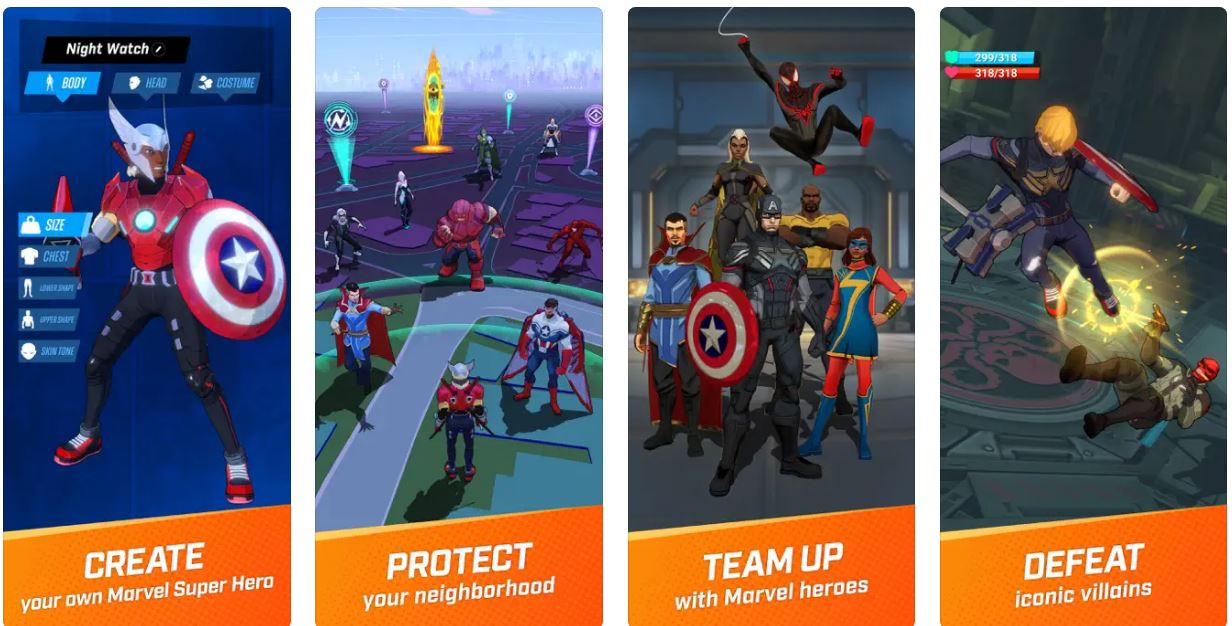 Night Watch
BODY
HEAD
COSTUME
SIZE
CHEST
LOWER SHAPE
UPPER SHAPE
SKIN TONE
CREATE
your own Marvel Super Hero
N
PROTECT
your neighborhood
A
TEAM UP
with Marvel heroes
299/318
318/318
DEFEAT
iconic villains